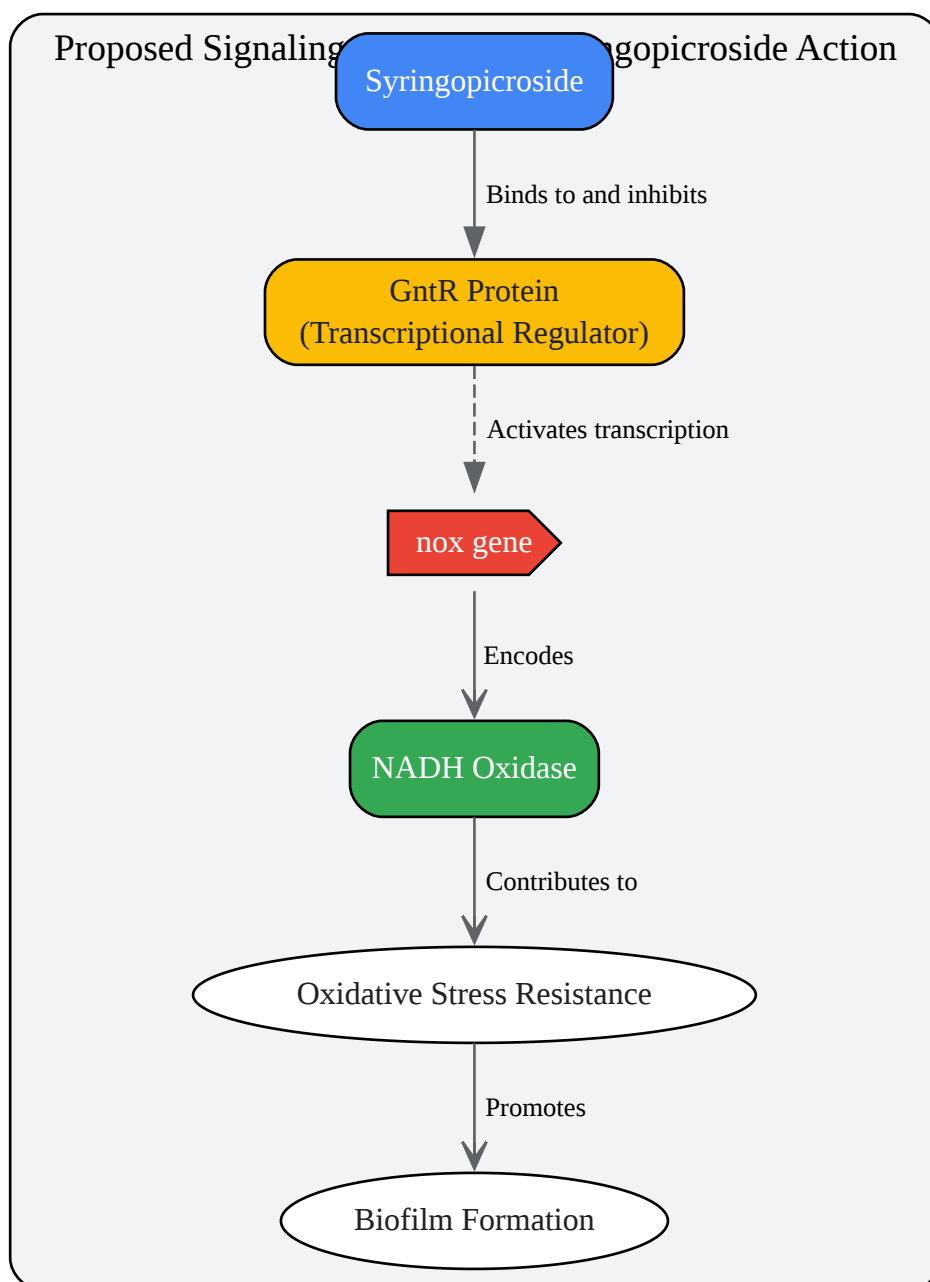 Proposed Signaling ngopicroside Action
Syringopicroside
Binds to and inhibits
GntR Protein
(Transcriptional Regulator)
Activates transcription
nox gene
Encodes
NADH Oxidase
Contributes to
Oxidative Stress Resistance
Promotes
Biofilm Formation